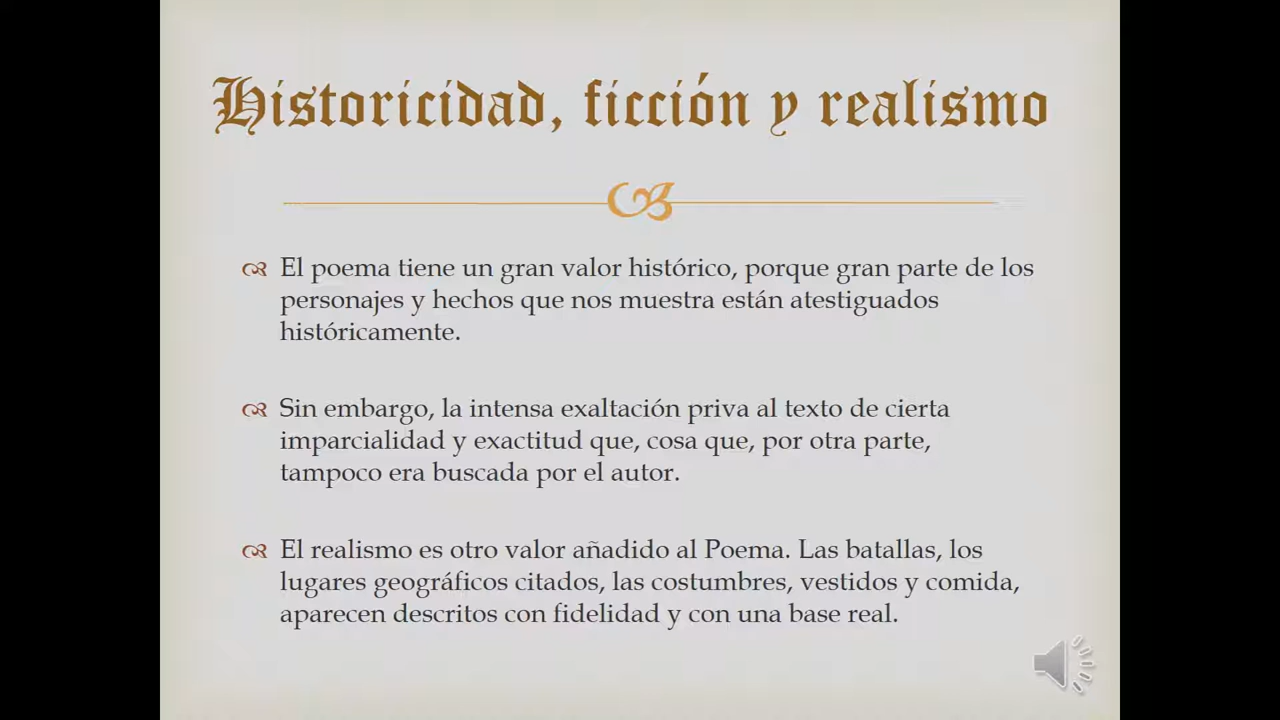 Historicidad, ficción y realismo
El poema tiene un gran valor histórico, porque gran parte de los
personajes y hechos que nos muestra están atestiguados
históricamente.
Sin embargo, la intensa exaltación priva al texto de cierta
imparcialidad y exactitud que, cosa que, por otra parte,
tampoco era buscada por el autor.
El realismo es otro valor añadido al Poema. Las batallas, los
lugares geográficos citados, las costumbres, vestidos y comida,
aparecen descritos con fidelidad y con una base real.